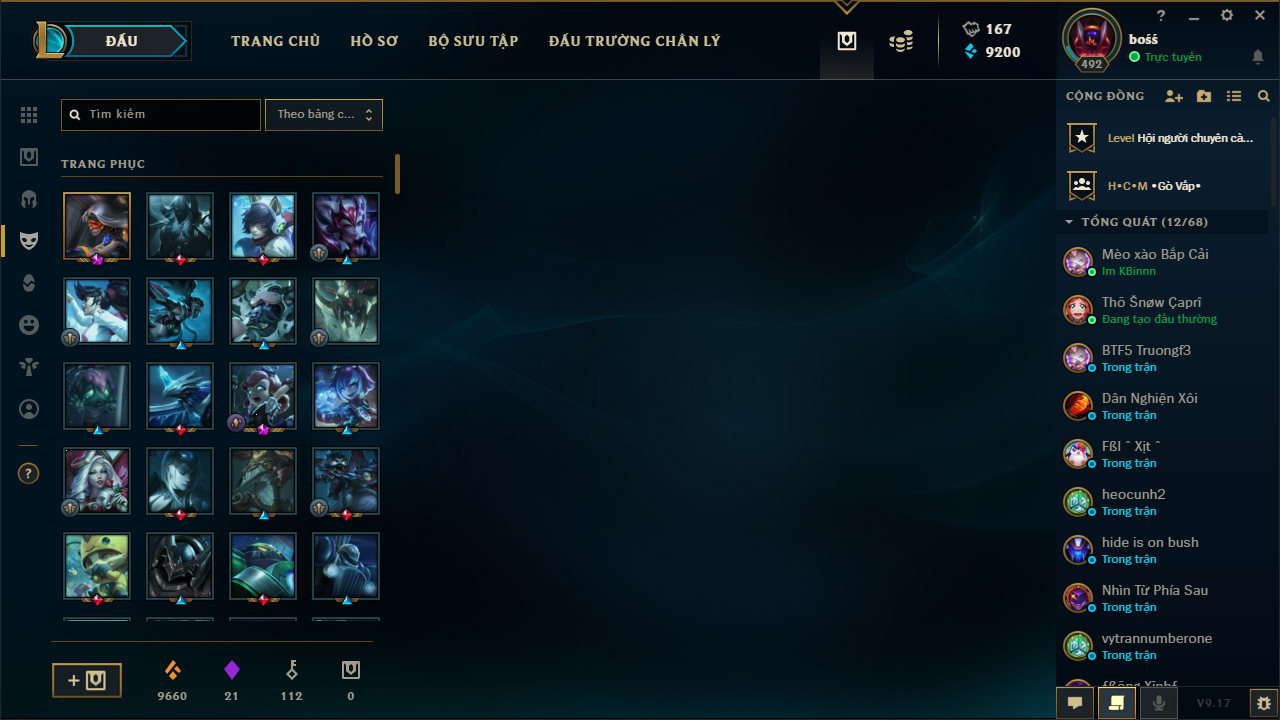 ĐẤU
TRANG CHỦ
HỒ SƠ
BỘ SƯU TẬP
ĐẤU TRƯỜNG CHÂN LÝ
167
9200
?
492
bośś
Trực tuyến
Tìm kiếm
Theo bảng c...
TRANG PHỤC
?
9660
21
112
0
CỘNG ĐỒNG
Level Hội người chuyên cà...
H•C•M •Gò Vấp•
TỔNG QUÁT (12/68)
Mèo xào Bắp Cải
Im KBinnn
Thõ Šnøw Çaprî
Đang tạo đấu thường
BTF5 Truongf3
Trong trận
Dân Nghiện Xôi
Trong trận
Fßl ˆ Xịt ˆ
Trong trận
heocunh2
Trong trận
hide is on bush
Trong trận
Nhìn Từ Phía Sau
Trong trận
vytrannumberone
Trong trận
V9.17